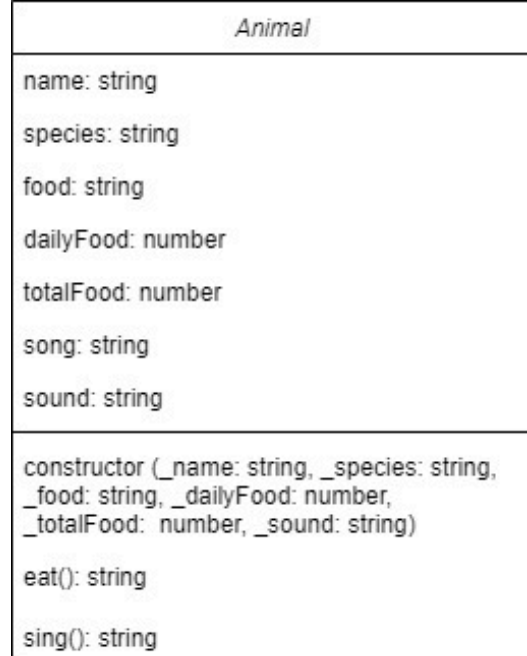 Animal
name: string
species: string
food: string
dailyFood: number
totalFood: number
song: string
sound: string
constructor (_name: string, _species: string,
_food: string, _dailyFood: number,
_totalFood: number, _sound: string)
eat(): string
sing(): string